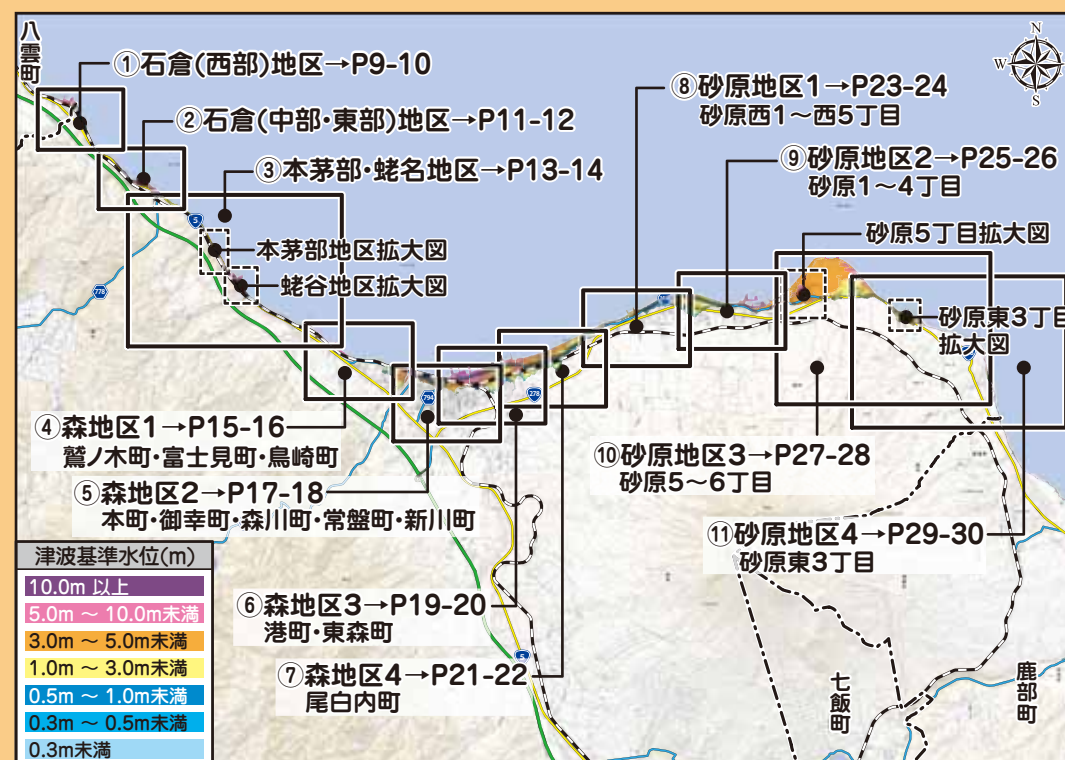 八雲町
①石倉(西部)地区→P9-10
②石倉(中部・東部)地区→P11-12
③本茅部・蛯名地区→P13-14
本茅部地区拡大図
蛯谷地区拡大図
⑧砂原地区1→P23-24
砂原西1～西5丁目
⑨砂原地区2→P25-26
砂原1～4丁目
砂原5丁目拡大図
砂原東3丁目
拡大図
N
W
S
5
778
794
278
5
④森地区1→P15-16
鷲ノ木町・富士見町・鳥崎町
⑤森地区2→P17-18
本町・御幸町・森川町・常盤町・新川町
⑥森地区3→P19-20
港町・東森町
⑦森地区4→P21-22
尾白内町
⑩砂原地区3→P27-28
砂原5～6丁目
⑪砂原地区4→P29-30
砂原東3丁目
七飯町
鹿部町
津波基準水位(m)
10.0m 以上
5.0m ～ 10.0m未満
3.0m ～ 5.0m未満
1.0m ～ 3.0m未満
0.5m ～ 1.0m未満
0.3m ～ 0.5m未満
0.3m未満